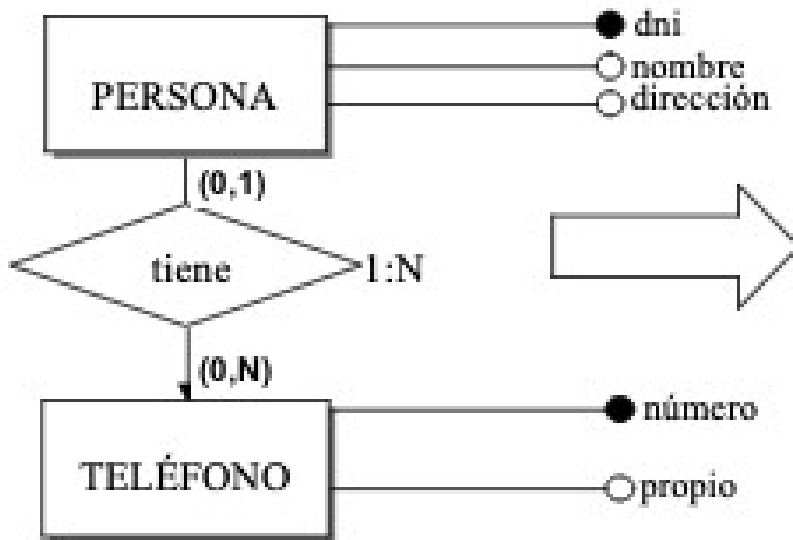 dni
PERSONA
nombre
dirección
(0,1)
tiene
1:N
(0,N)
TELÉFONO
número
propio